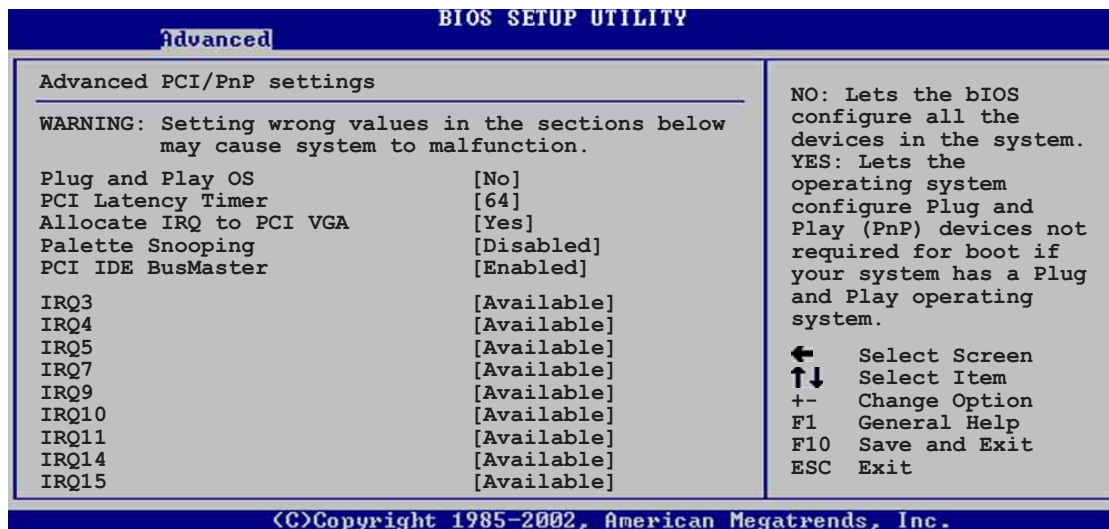 BIOS SETUP UTILITY
Advanced
Advanced PCI/PnP settings
WARNING: Setting wrong values in the sections below
may cause system to malfunction.
Plug and Play OS [No]
PCI Latency Timer [64]
Allocate IRQ to PCI VGA [Yes]
Palette Snooping [Disabled]
PCI IDE BusMaster [Enabled]
IRQ3 [Available]
IRQ4 [Available]
IRQ5 [Available]
IRQ7 [Available]
IRQ9 [Available]
IRQ10 [Available]
IRQ11 [Available]
IRQ14 [Available]
IRQ15 [Available]
NO: Lets the bIOS
configure all the
devices in the system.
YES: Lets the
operating system
configure Plug and
Play (PnP) devices not
required for boot if
your system has a Plug
and Play operating
system.
← Select Screen
↑↓ Select Item
+- Change Option
F1 General Help
F10 Save and Exit
ESC Exit
(C)Copyright 1985-2002, American Megatrends, Inc.